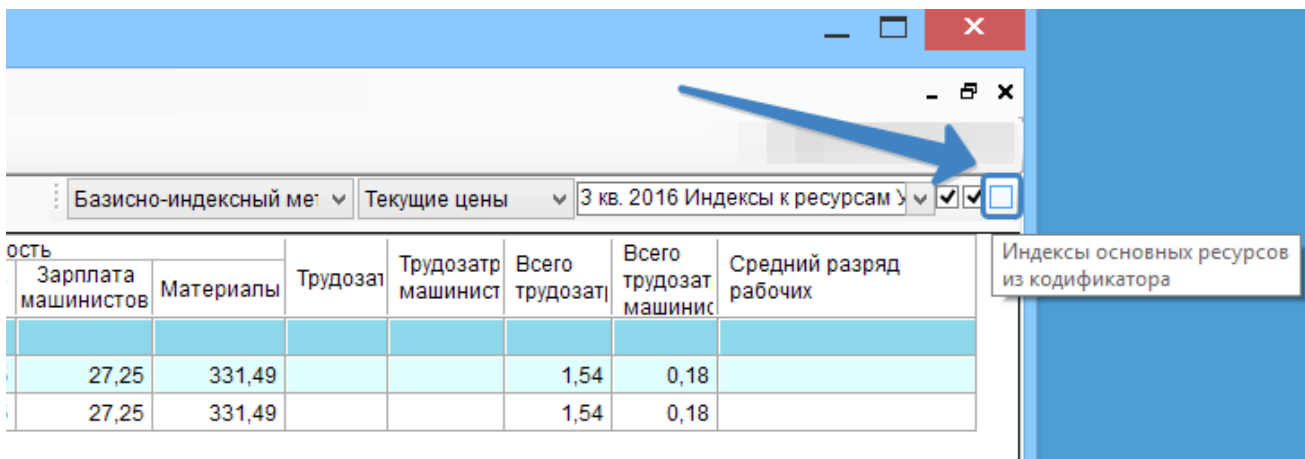 Базисно-индексный мет Текущие цены 3 кв. 2016 Индексы к ресурсам У
Индексы основных ресурсов
из кодификатора
ость
Зарплата
машинистов
Материалы
Трудозат
Трудозатр
машинист
Всего
трудозатр
Всего
трудозат
машинис
Средний разряд
рабочих
27,25 331,49 1,54 0,18
27,25 331,49 1,54 0,18